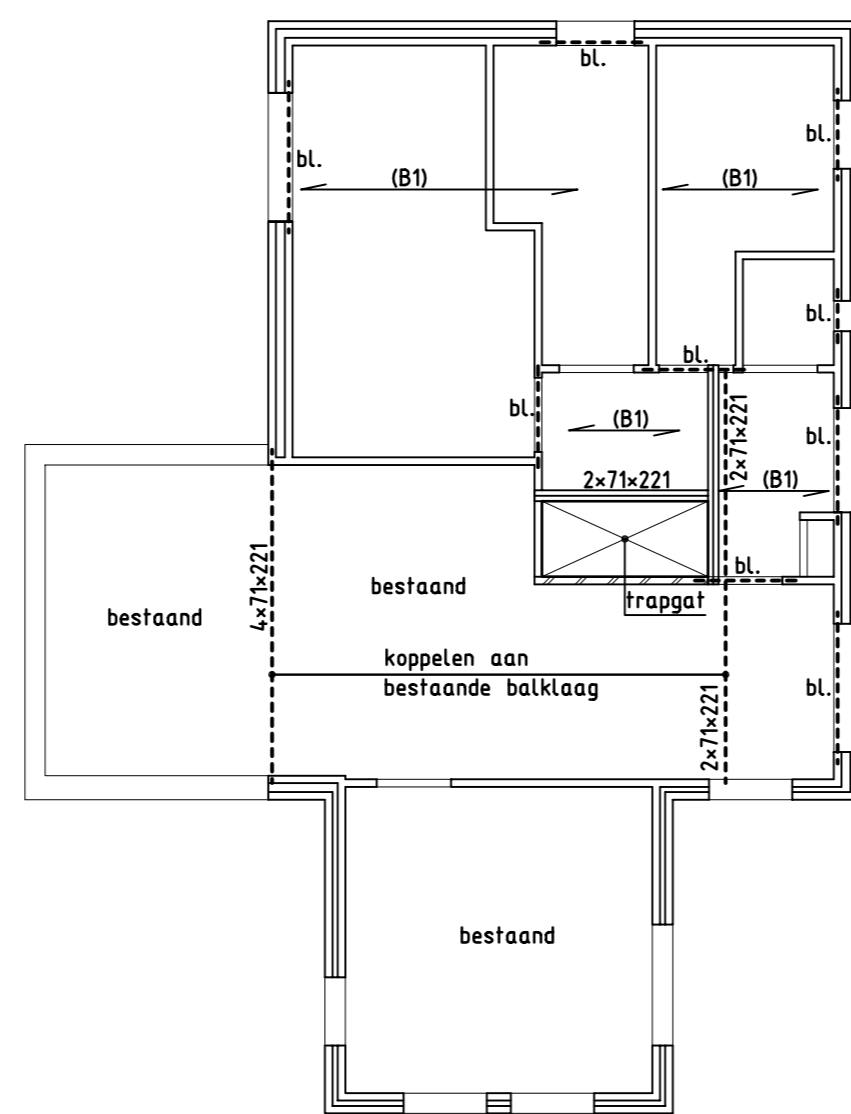 bl.
bl.
bl.
(B1)
(B1)
bl.
bl.
bl.
(B1)
2×71×221
bl.
2×71×221
(B1)
bl.
4×71×221
bestaand
bestaand
trapgat
koppelen aan
bestaande balklaag
2×71×221
bl.
bestaand